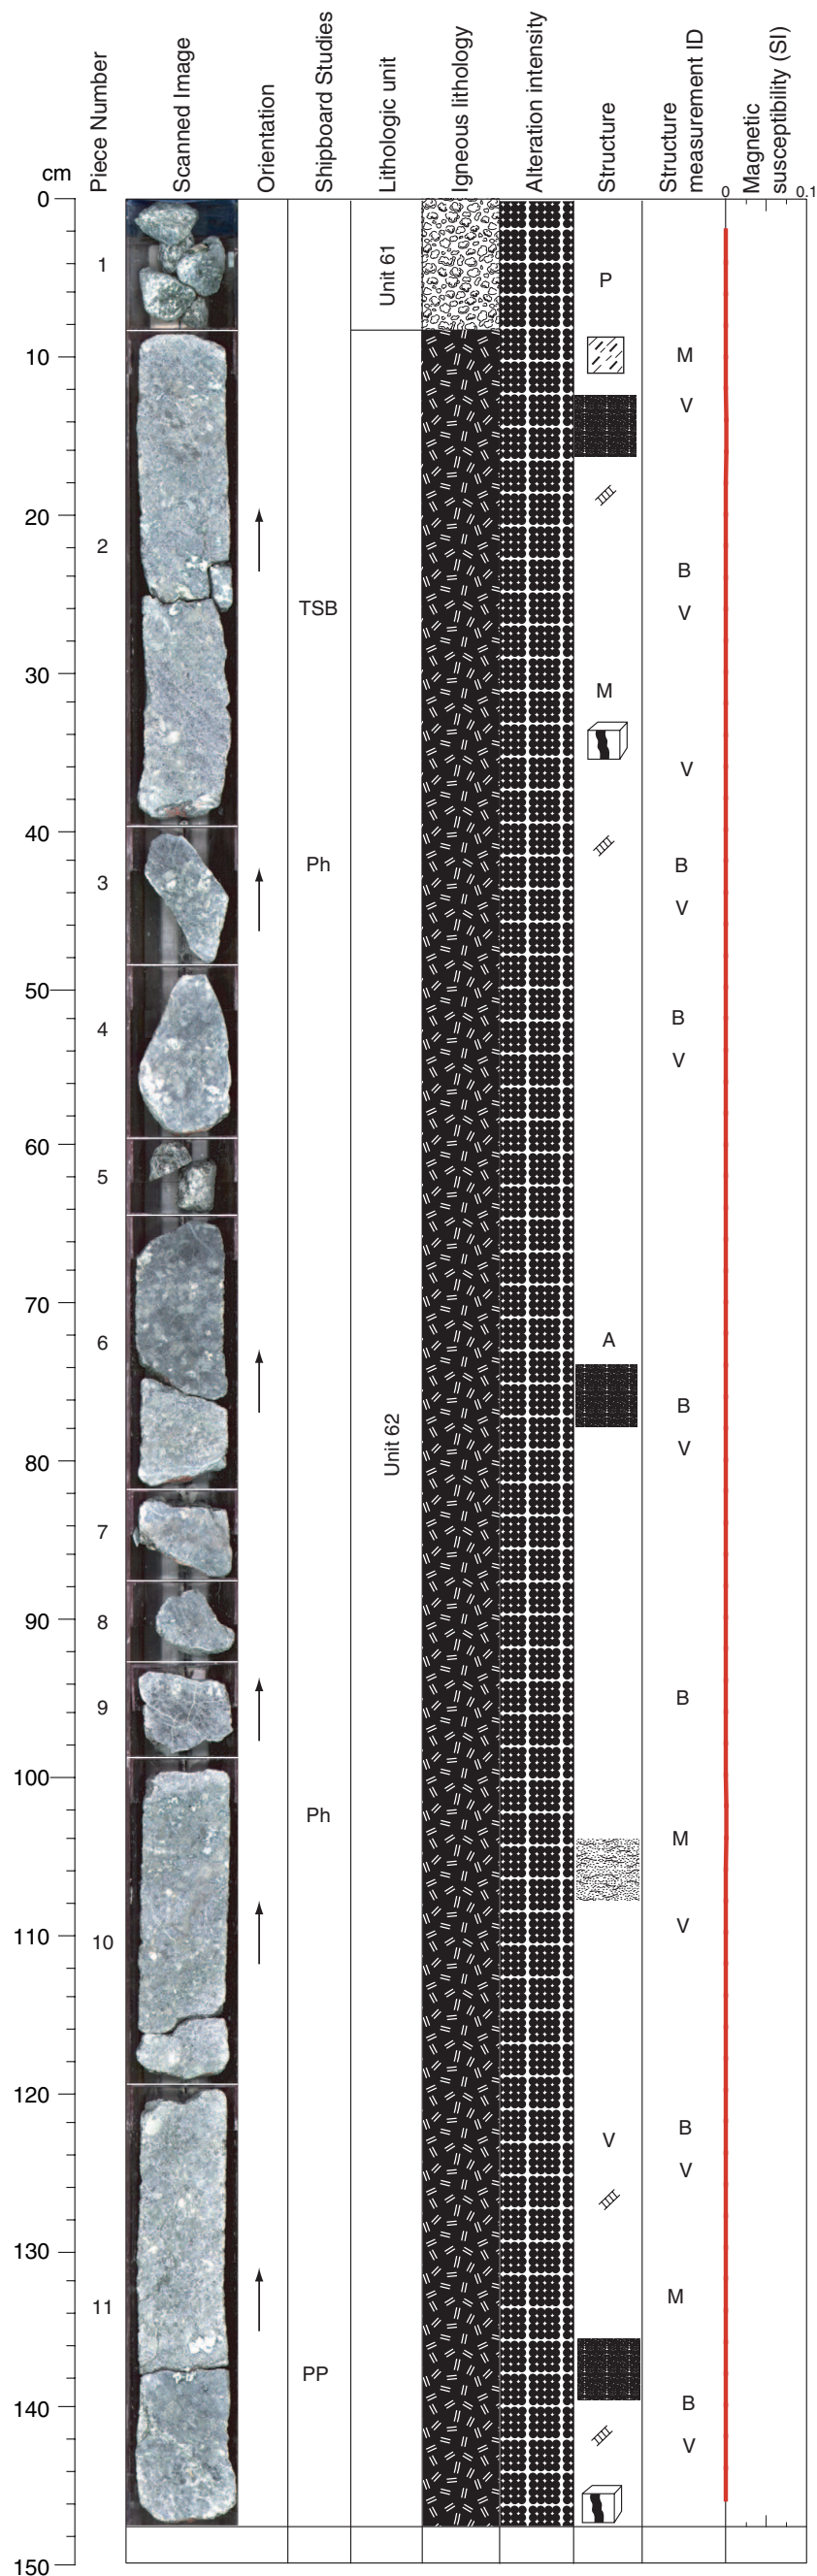 cm
Piece Number
Scanned Image
Orientation
Shipboard Studies
Lithologic unit
Igneous lithology
Alteration intensity
Structure
Structure
measurement ID
Magnetic
susceptibility (SI)
0
0.1
0
1
Unit 61
P
10
M
V
20
2
B
TSB
V
30
M
V
40
3
Ph
B
V
50
4
B
V
60
5
70
6
A
B
Unit 62
80
V
7
90
8
9
B
100
Ph
M
110
10
V
120
B
V
V
130
M
11
PP
140
B
V
150